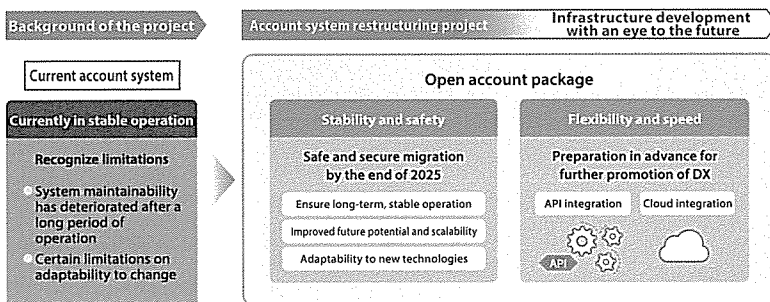 Background of the project
Account system restructuring project
Infrastructure development
with an eye to the future
Current account system
Currently in stable operation
Recognize limitations
System maintainability
has deteriorated after a
long period of
operation
Certain limitations on
adaptability to change
Open account package
Stability and safety
Safe and secure migration
by the end of 2025
Ensure long-term, stable operation
Improved future potential and scalability
Adaptability to new technologies
Flexibility and speed
Preparation in advance for
further promotion of DX
API integration
Cloud integration
API